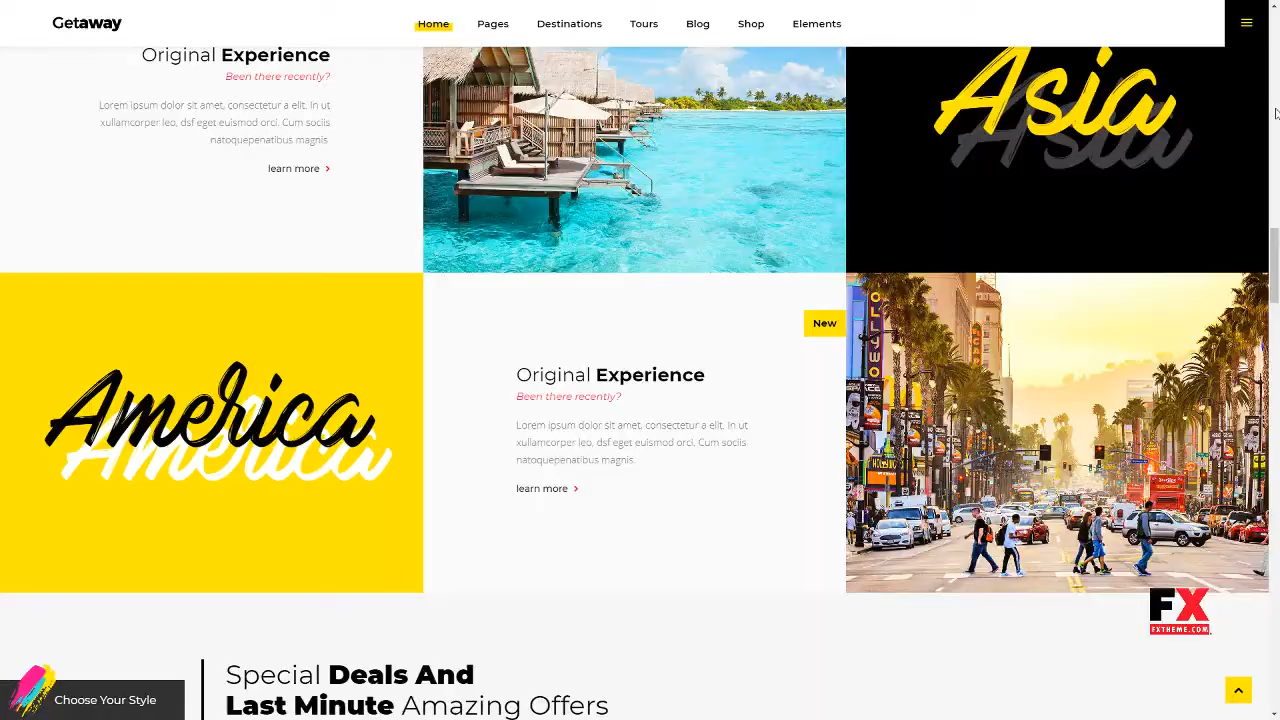 Getaway
Home
Pages
Destinations
Tours
Blog
Shop
Elements
Original Experience
Been there recently?
Lorem ipsum dolor sit amet, consectetur a elit. In ut
xullamcorper leo, dsf eget euismod orci. Cum sociis
natoquepenatibus magnis.
learn more
Asia
Asia
America
America
New
Original Experience
Been there recently?
Lorem ipsum dolor sit amet, consectetur a elit. In ut
xullamcorper leo, dsf eget euismod orci. Cum sociis
natoquepenatibus magnis.
learn more
OLLYWO
FX
FXTHEME.COM
Special Deals And
Last Minute Amazing Offers
Choose Your Style